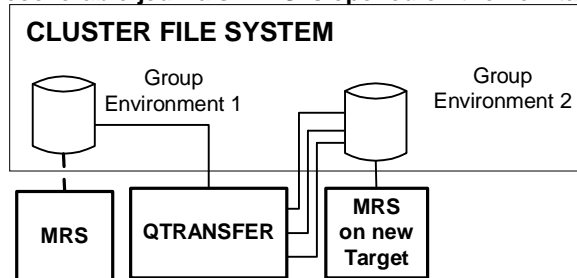 CLUSTER FILE SYSTEM
Group
Environment 1
Group
Environment 2
MRS
QTRANSFER
MRS
on new
Target